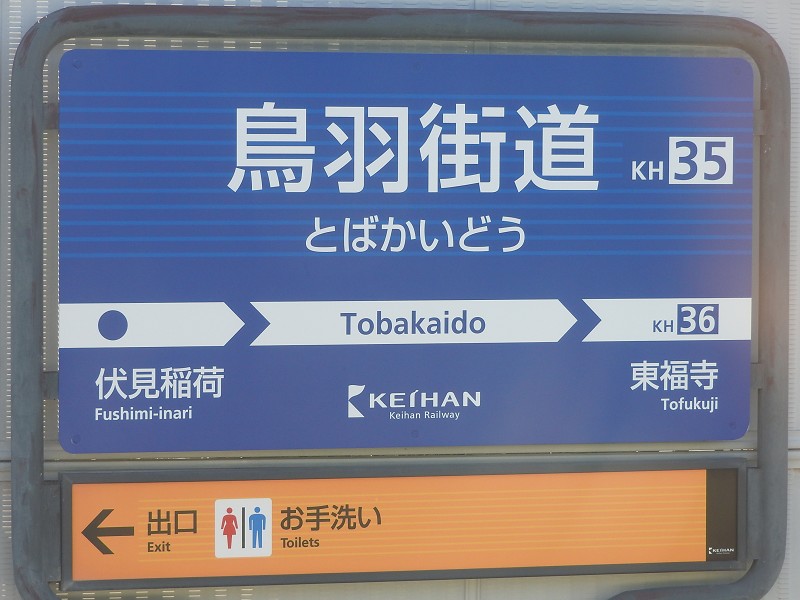 鳥羽街道 KH 35
とばかいどう
Tobakaido
KH 36
伏見稲荷
Fushimi-inari
KEIHAN
Keihan Railway
東福寺
Tofukuji
出口
Exit
お手洗い
Toilets
KEIHAN